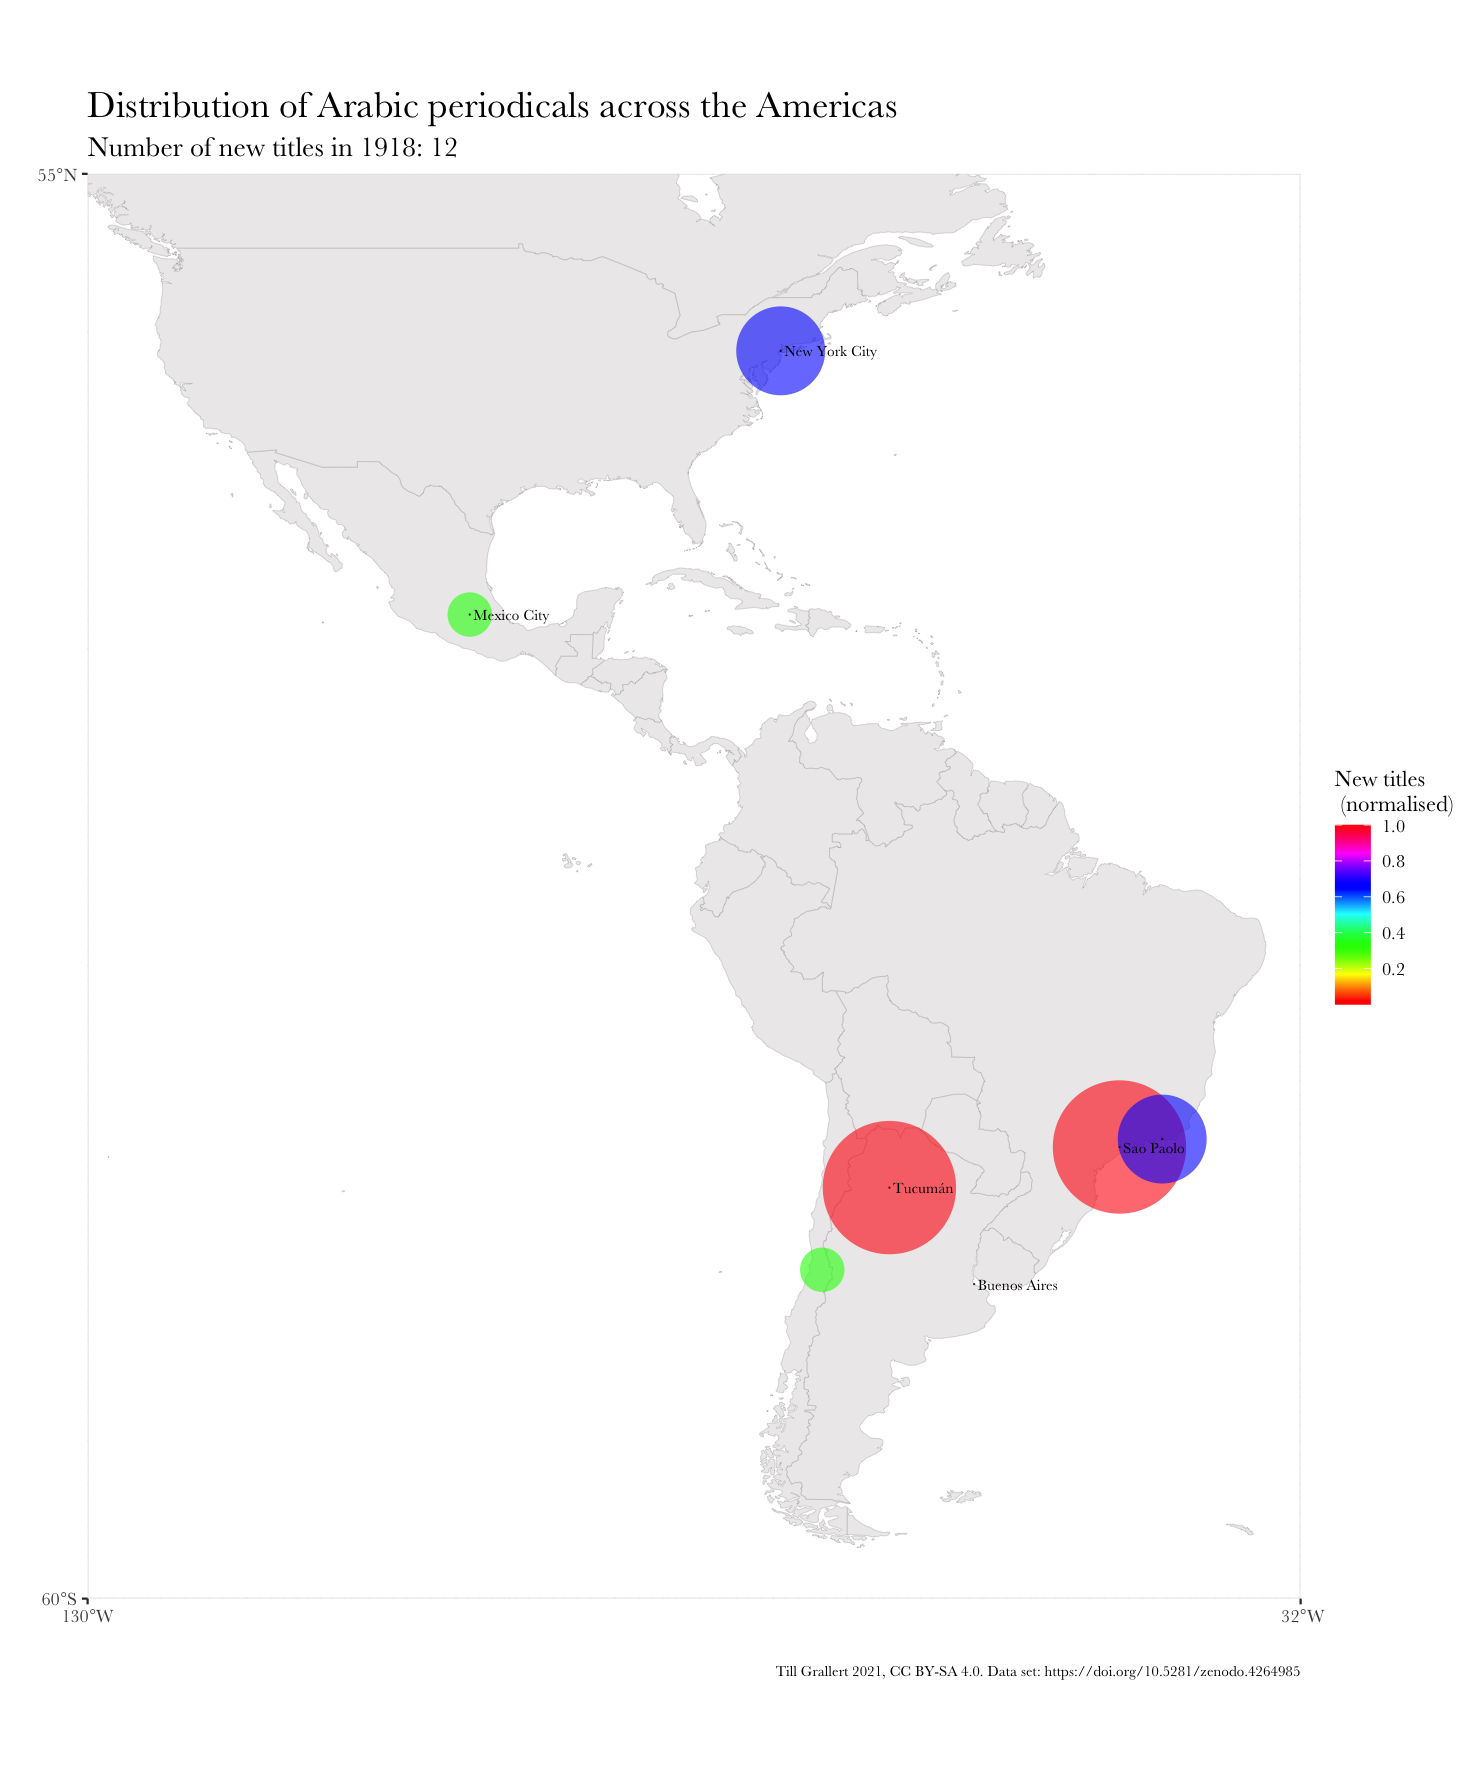 Distribution of Arabic periodicals across the Americas
Number of new titles in 1918: 12
55°N
New York City
Mexico City
New titles
(normalised)
1.0
0.8
0.6
0.4
0.2
Sao Paolo
Tucumán
Buenos Aires
60°S
130°W
32°W
Till Grallert 2021, CC BY-SA 4.0. Data set: https://doi.org/10.5281/zenodo.4264985